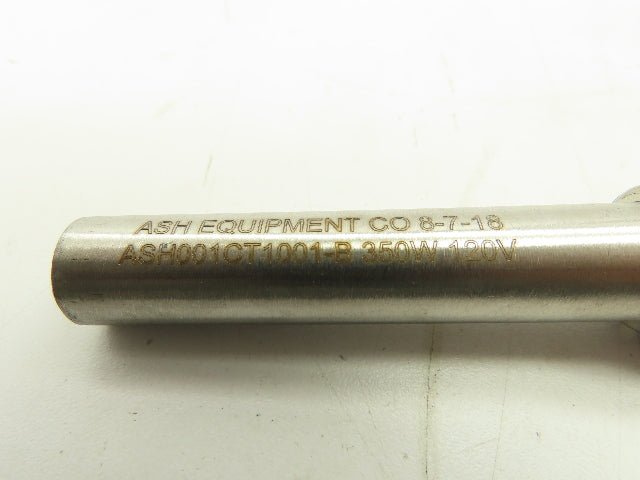 ASH EQUIPMENT CO 8-7-18
ASH001CT1001-B 350W 120V